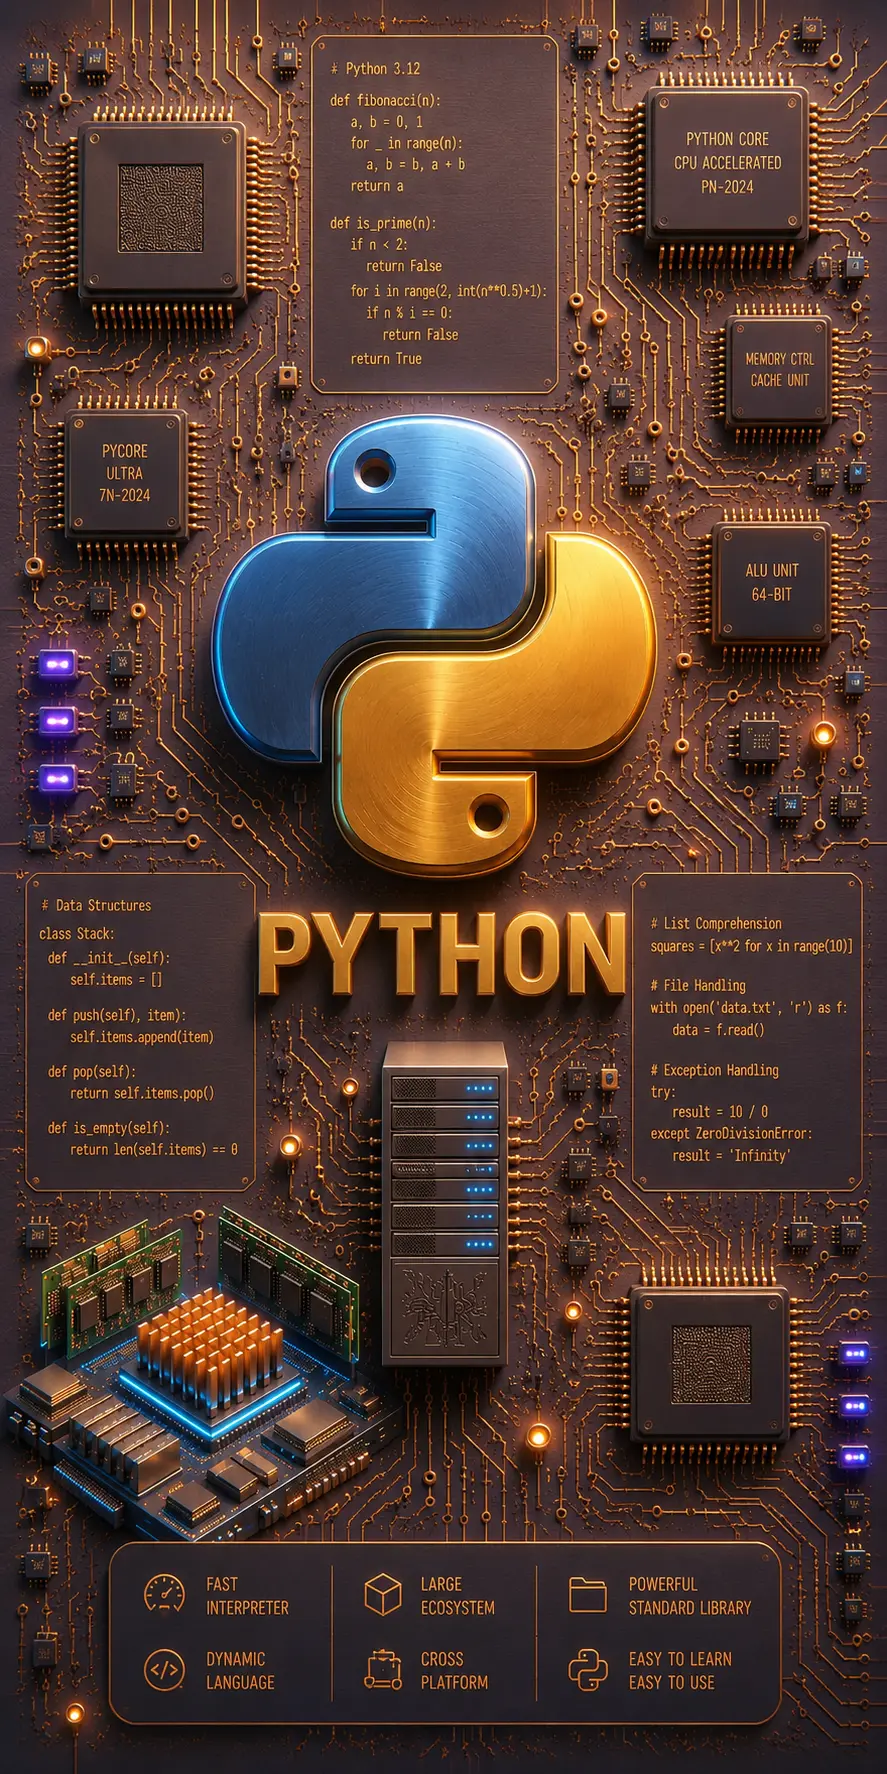 # Python 3.12
def fibonacci(n):
a, b = 0, 1
for _ in range(n):
a, b = b, a + b
return a
def is_prime(n):
if n < 2:
return False
for i in range(2, int(n**0.5)+1):
if n % i == 0:
return False
return True
PYTHON CORE
CPU ACCELERATED
PN-2024
MEMORY CTRL
CACHE UNIT
PYCORE
ULTRA
7N-2024
ALU UNIT
64-BIT
# Data Structures
class Stack:
def __init__(self):
self.items = []
def push(self), item):
self.items.append(item)
def pop(self):
return self.items.pop()
def is_empty(self):
return len(self.items) == 0
PYTHON
# List Comprehension
squares = [x**2 for x in range(10)]
# File Handling
with open('data.txt', 'r') as f:
data = f.read()
# Exception Handling
try:
result = 10 / 0
except ZeroDivisionError:
result = 'Infinity'
FAST
INTERPRETER
LARGE
ECOSYSTEM
POWERFUL
STANDARD LIBRARY
DYNAMIC
LANGUAGE
CROSS
PLATFORM
EASY TO LEARN
EASY TO USE